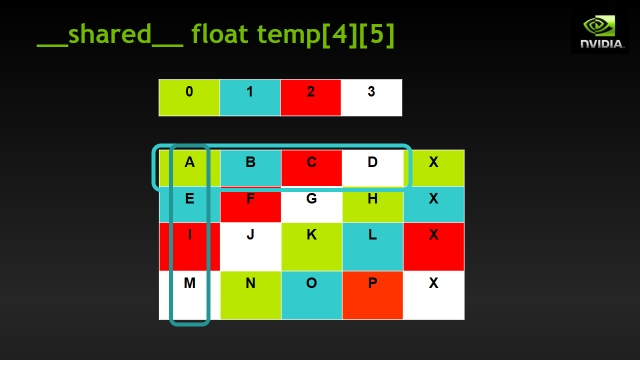 __shared__ float temp[4][5]
NVIDIA
0 1 2 3
A B C D X
E F G H X
I J K L X
M N O P X